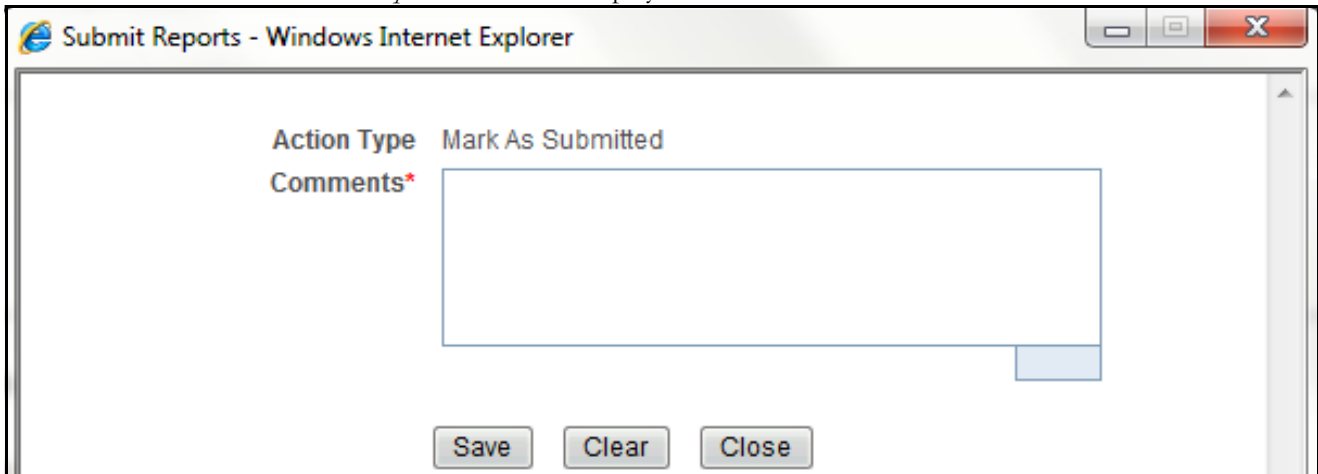 Submit Reports - Windows Internet Explorer
Action Type Mark As Submitted
Comments*
Save Clear Close